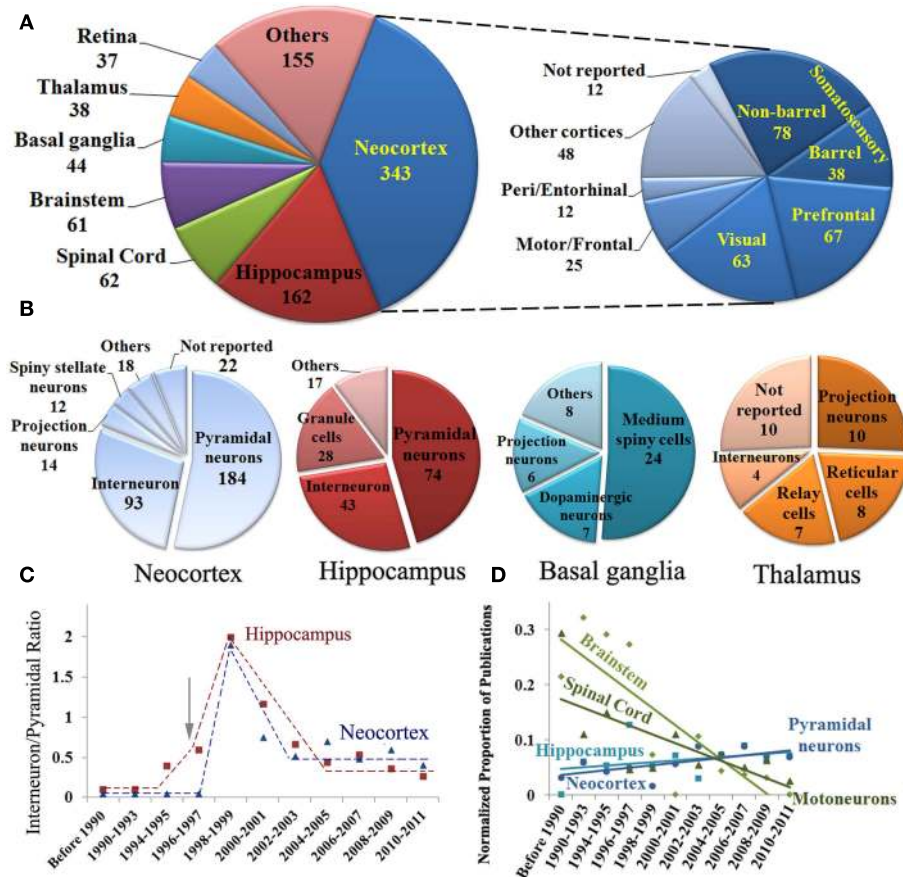 A
Retina
37
Thalamus
38
Basal ganglia
44
Brainstem
61
Spinal Cord
62
Hippocampus
162
Others
155
Neocortex
343
Not reported
12
Other cortices
48
Peri/Entorhinal
12
Motor/Frontal
25
Visual
63
Prefrontal
67
Barrel
38
Non-barrel
78
Somatosensory
B
Others
18
Not reported
22
Spiny stellate
neurons
12
Projection
neurons
14
Interneuron
93
Pyramidal
neurons
184
Neocortex
Others
17
Granule
cells
28
Interneuron
43
Pyramidal
neurons
74
Hippocampus
Others
8
Projection
neurons
6
Dopaminergic
neurons
7
Medium
spiny cells
24
Basal ganglia
Not
reported
10
Interneurons
4
Relay
cells
7
Reticular
cells
8
Projection
neurons
10
Thalamus
C
Interneuron/Pyramidal Ratio
2
1.5
1
0.5
0
Hippocampus
Neocortex
Before 1990
1990-1993
1994-1995
1996-1997
1998-1999
2000-2001
2002-2003
2004-2005
2006-2007
2008-2009
2010-2011
D
Normalized Proportion of Publications
0.3
0.2
0.1
0
Brainstem
Spinal Cord
Hippocampus
Neocortex
Pyramidal
neurons
Motoneurons
Before 1990
1990-1993
1994-1995
1996-1997
1998-1999
2000-2001
2002-2003
2004-2005
2006-2007
2008-2009
2010-2011